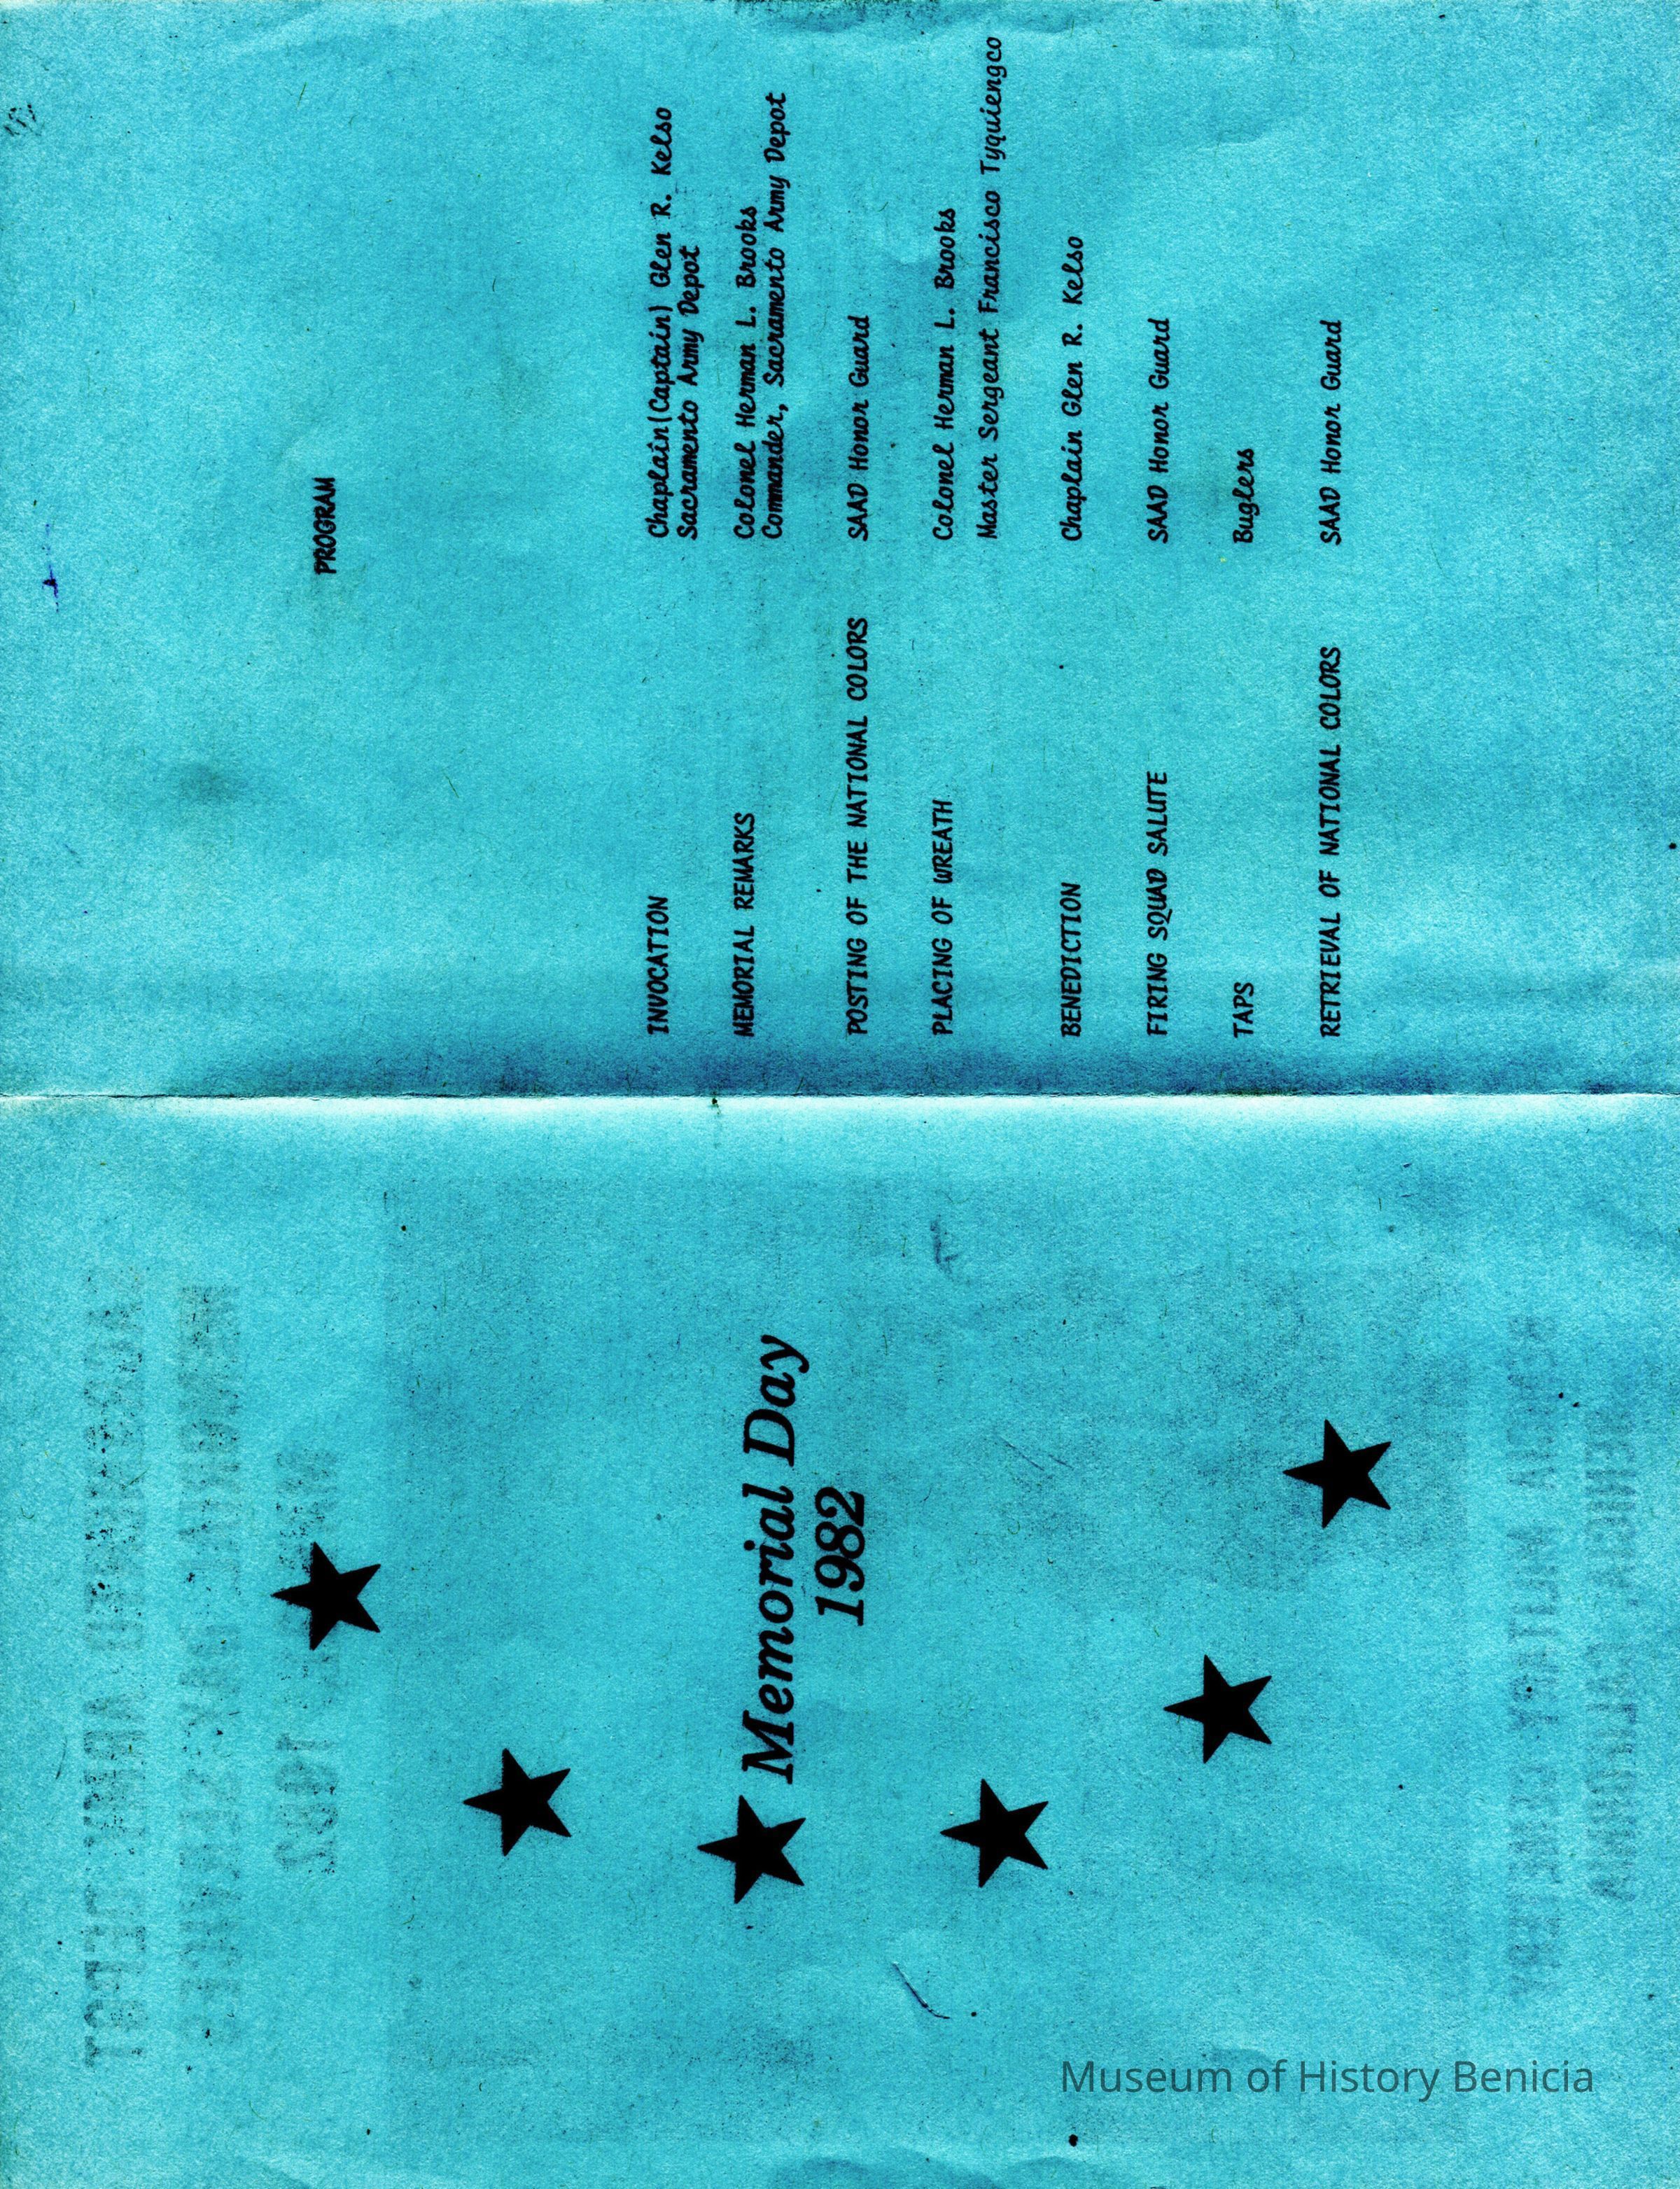 Memorial Day
1982
PROGRAM
INVOCATION Chaplain(Captain) Glen R. Kelso
Sacramento Army Depot
MEMORIAL REMARKS Colonel Herman L. Brooks
Commander, Sacramento Army Depot
POSTING OF THE NATIONAL COLORS SAAD Honor Guard
PLACING OF WREATH Colonel Herman L. Brooks
Master Sergeant Francisco Tyquiengco
BENEDICTION Chaplain Glen R. Kelso
FIRING SQUAD SALUTE SAAD Honor Guard
TAPS Buglers
RETRIEVAL OF NATIONAL COLORS SAAD Honor Guard
Museum of History Benicia